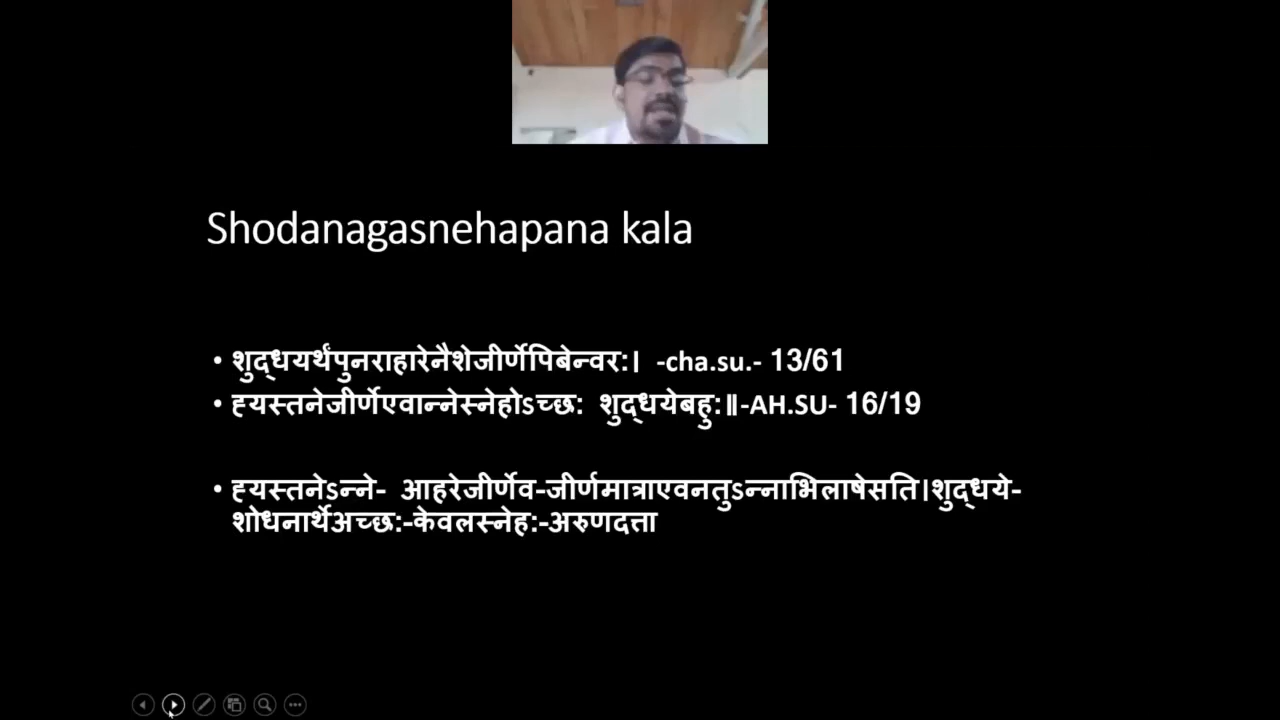 Shodanagasnehapana kala
• शुद्धयर्थंपुनराहारेनैशेजीर्णेपिबेन्वर:। -cha.su.- 13/61
• ह्यस्तनेजीर्णेएवान्नेस्नेहोऽच्छ: शुद्धयेबहु:॥-AH.SU- 16/19
• ह्यस्तनेऽन्ने- आहरेजीर्णेव-जीर्णमात्राएवनतुऽन्नाभिलाषेसति।शुद्धये-
शोधनार्थेअच्छ:-केवलस्नेह:-अरुणदत्ता